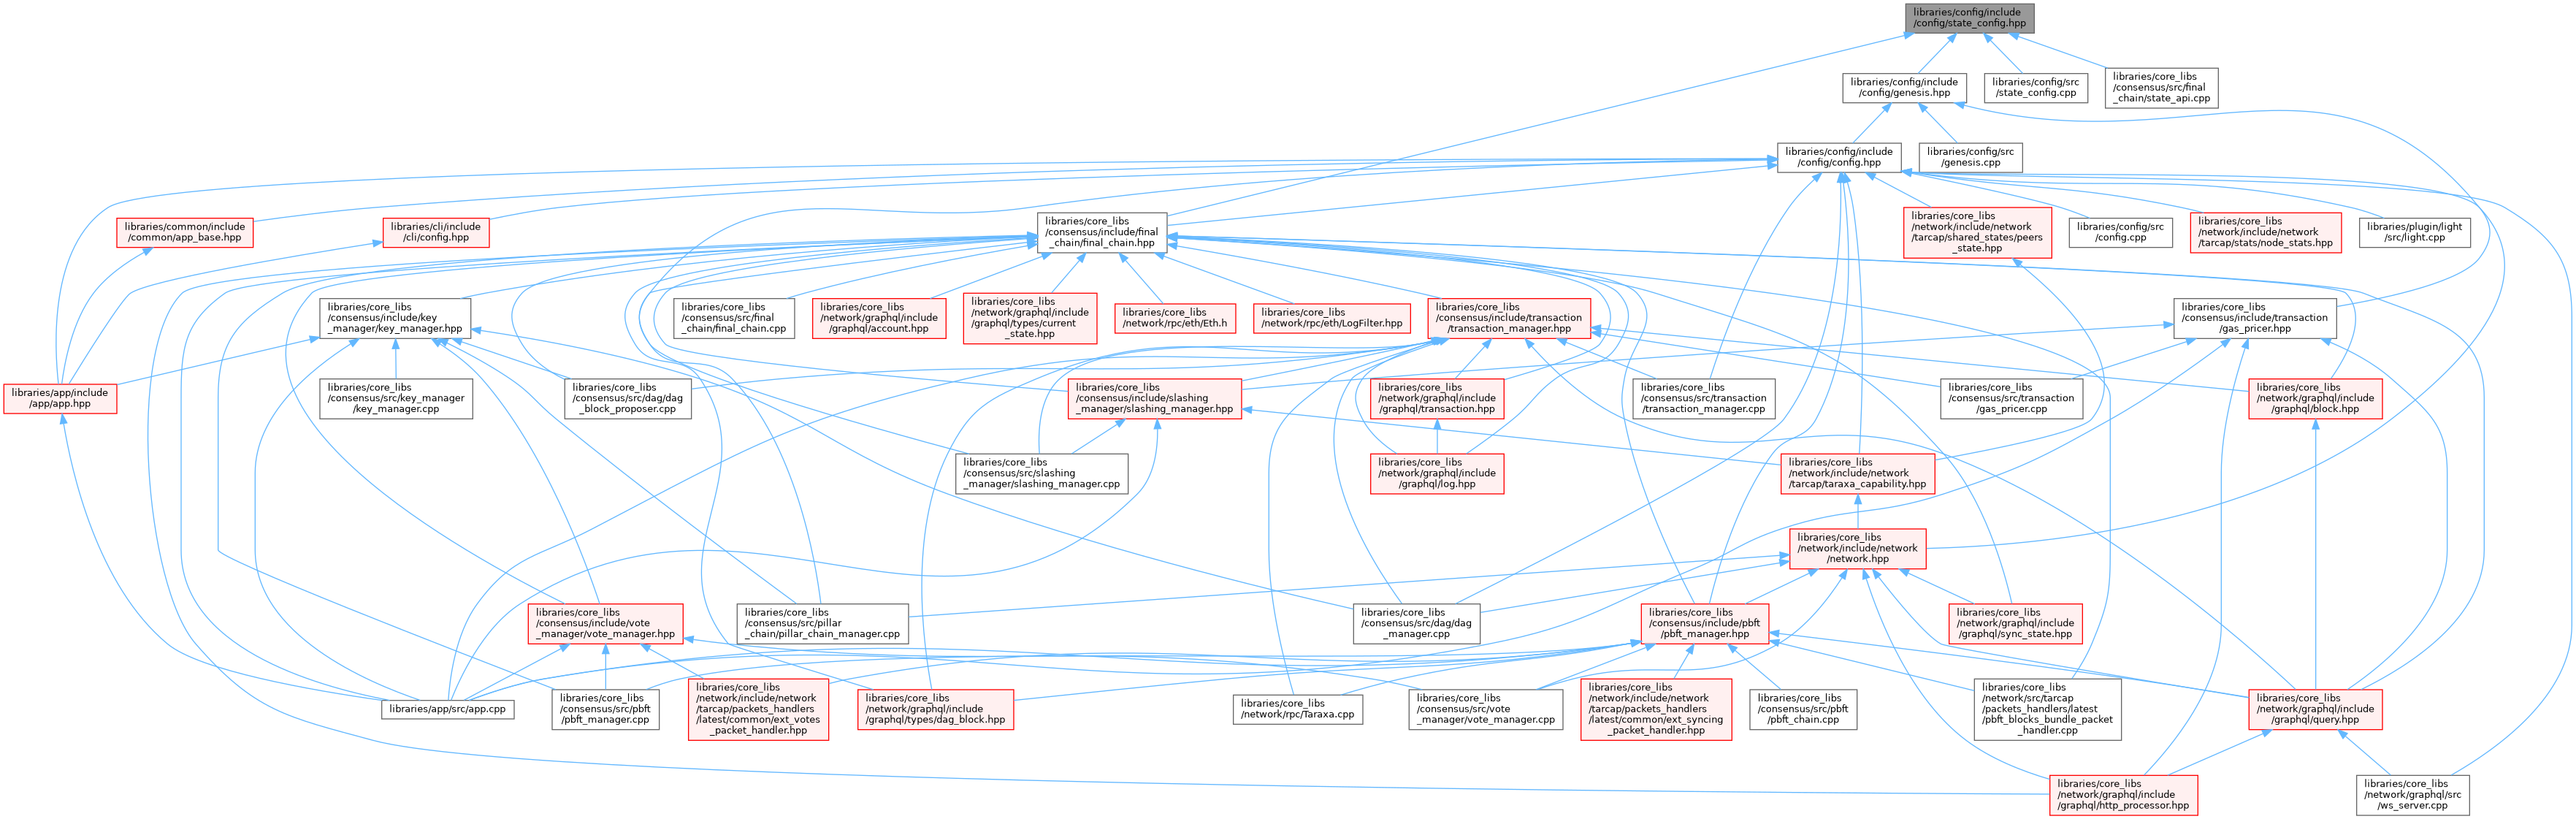 libraries/config/include
/config/state_config.hpp
libraries/config/include
/config/genesis.hpp
libraries/config/src
/state_config.cpp
libraries/core_libs
/consensus/src/final
_chain/state_api.cpp
libraries/config/include
/config/config.hpp
libraries/config/src
/genesis.cpp
libraries/common/include
/common/app_base.hpp
libraries/cli/include
/cli/config.hpp
libraries/core_libs
/consensus/include/final
_chain/final_chain.hpp
libraries/core_libs
/network/include/network
/tarcap/shared_states/peers
_state.hpp
libraries/config/src
/config.cpp
libraries/core_libs
/network/include/network
/tarcap/stats/node_stats.hpp
libraries/plugin/light
/src/light.cpp
libraries/core_libs
/consensus/include/key
_manager/key_manager.hpp
libraries/core_libs
/consensus/src/final
_chain/final_chain.cpp
libraries/core_libs
/network/graphql/include
/graphql/account.hpp
libraries/core_libs
/network/graphql/include
/graphql/types/current
_state.hpp
libraries/core_libs
/network/rpc/eth/Eth.h
libraries/core_libs
/network/rpc/eth/LogFilter.hpp
libraries/core_libs
/consensus/include/transaction
/transaction_manager.hpp
libraries/core_libs
/consensus/include/transaction
/gas_pricer.hpp
libraries/app/include
/app/app.hpp
libraries/core_libs
/consensus/src/key_manager
/key_manager.cpp
libraries/core_libs
/consensus/src/dag/dag
_block_proposer.cpp
libraries/core_libs
/consensus/include/slashing
_manager/slashing_manager.hpp
libraries/core_libs
/network/graphql/include
/graphql/transaction.hpp
libraries/core_libs
/consensus/src/transaction
/transaction_manager.cpp
libraries/core_libs
/consensus/src/transaction
/gas_pricer.cpp
libraries/core_libs
/network/graphql/include
/graphql/block.hpp
libraries/core_libs
/consensus/src/slashing
_manager/slashing_manager.cpp
libraries/core_libs
/network/graphql/include
/graphql/log.hpp
libraries/core_libs
/network/include/network
/tarcap/taraxa_capability.hpp
libraries/core_libs
/network/include/network
/network.hpp
libraries/core_libs
/consensus/include/vote
_manager/vote_manager.hpp
libraries/core_libs
/consensus/src/pillar
_chain/pillar_chain_manager.cpp
libraries/core_libs
/consensus/src/dag/dag
_manager.cpp
libraries/core_libs
/consensus/include/pbft
/pbft_manager.hpp
libraries/core_libs
/network/graphql/include
/graphql/sync_state.hpp
libraries/app/src/app.cpp
libraries/core_libs
/consensus/src/pbft
/pbft_manager.cpp
libraries/core_libs
/network/include/network
/tarcap/packets_handlers
/latest/common/ext_votes
_packet_handler.hpp
libraries/core_libs
/network/graphql/include
/graphql/types/dag_block.hpp
libraries/core_libs
/network/rpc/Taraxa.cpp
libraries/core_libs
/consensus/src/vote
_manager/vote_manager.cpp
libraries/core_libs
/network/include/network
/tarcap/packets_handlers
/latest/common/ext_syncing
_packet_handler.hpp
libraries/core_libs
/consensus/src/pbft
/pbft_chain.cpp
libraries/core_libs
/network/src/tarcap
/packets_handlers/latest
/pbft_blocks_bundle_packet
_handler.cpp
libraries/core_libs
/network/graphql/include
/graphql/query.hpp
libraries/core_libs
/network/graphql/include
/graphql/http_processor.hpp
libraries/core_libs
/network/graphql/src
/ws_server.cpp